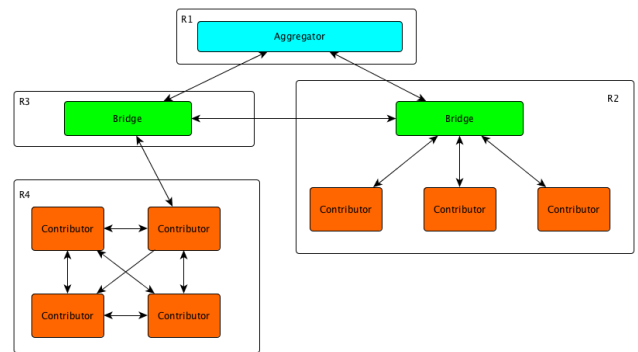 R1
Aggregator
R3
Bridge
R2
Bridge
Contributor
Contributor
Contributor
R4
Contributor
Contributor
Contributor
Contributor